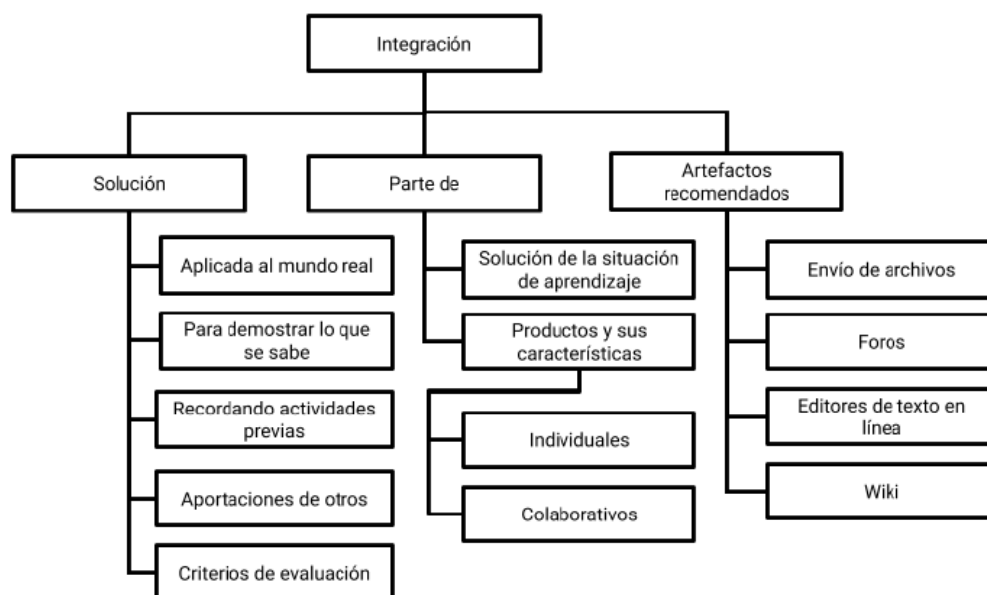 Integración
Solución
Parte de
Artefactos
recomendados
Aplicada al mundo real
Para demostrar lo que
se sabe
Recordando actividades
previas
Aportaciones de otros
Criterios de evaluación
Solución de la situación
de aprendizaje
Productos y sus
características
Individuales
Colaborativos
Envío de archivos
Foros
Editores de texto en
línea
Wiki